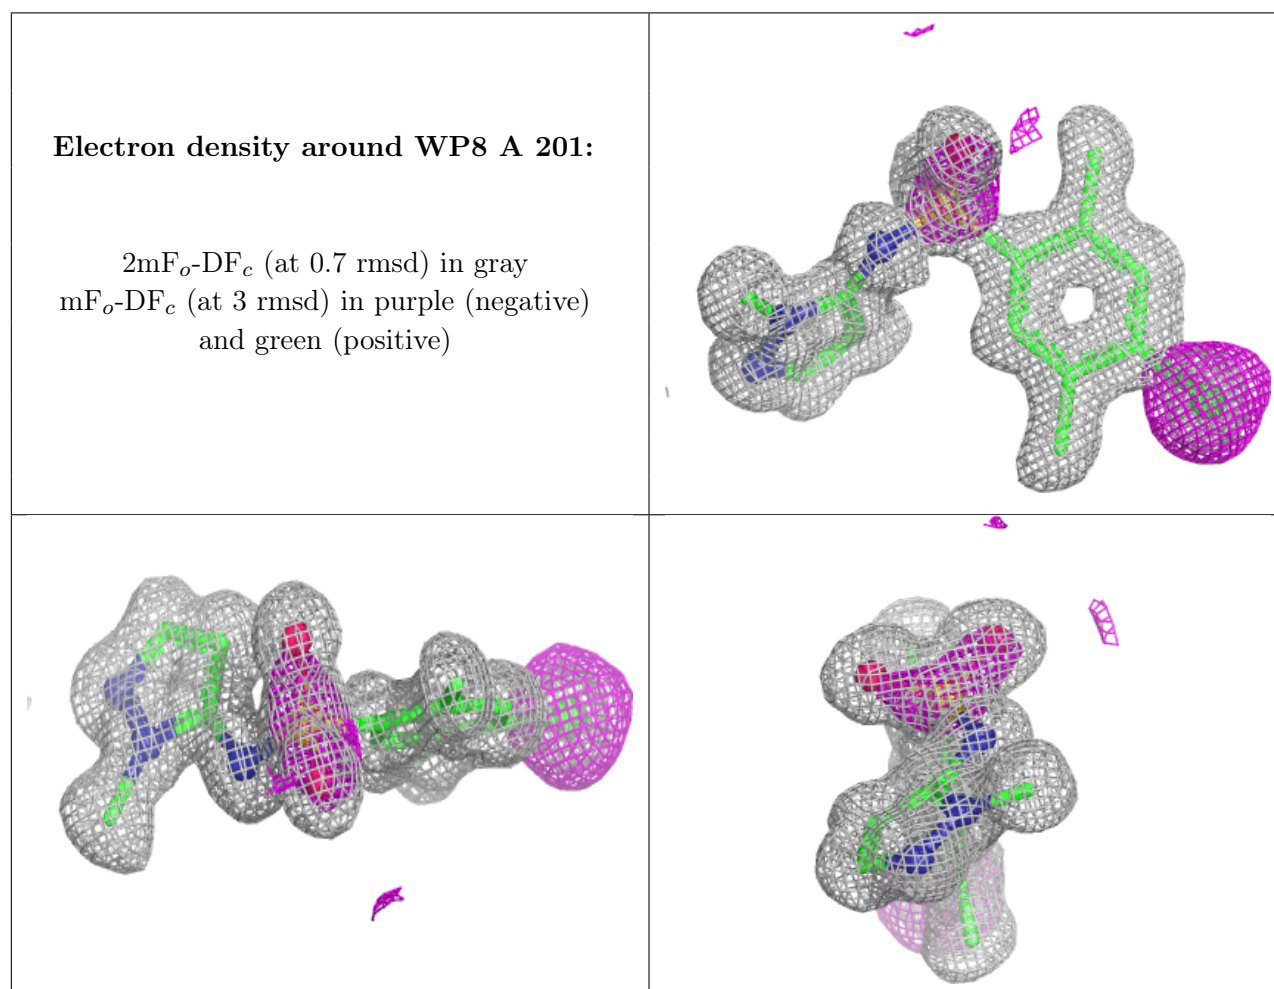 Electron density around WP8 A 201:
2mFo-DFc (at 0.7 rmsd) in gray
mFo-DFc (at 3 rmsd) in purple (negative)
and green (positive)